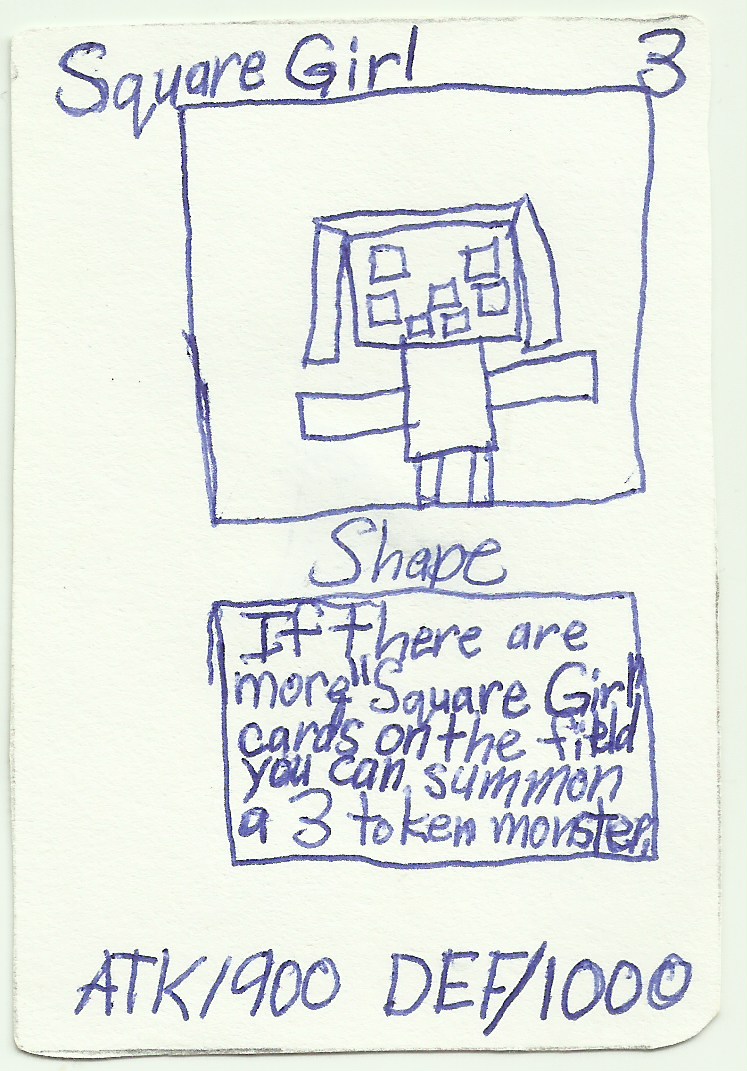 Square Girl 3
Shape
If there are
more "Square Girl"
cards on the field
you can summon
a 3 token monster.
ATK/900 DEF/1000